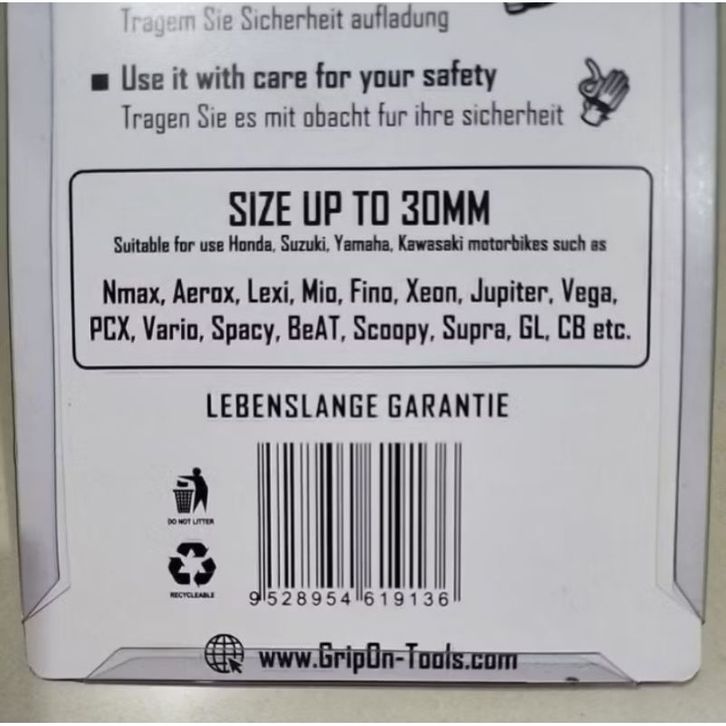 Tragem Sie Sicherheit aufladung
Use it with care for your safety
Tragen Sie es mit obacht fur ihre sicherheit
SIZE UP TO 30MM
Suitable for use Honda, Suzuki, Yamaha, Kawasaki motorbikes such as
Nmax, Aerox, Lexi, Mio, Fino, Xeon, Jupiter, Vega,
PCX, Vario, Spacy, BeAT, Scoopy, Supra, GL, CB etc.
LEBENSLANGE GARANTIE
DO NOT LITTER
RECYCLEABLE
9 528954 619136
www.GripOn-Tools.com